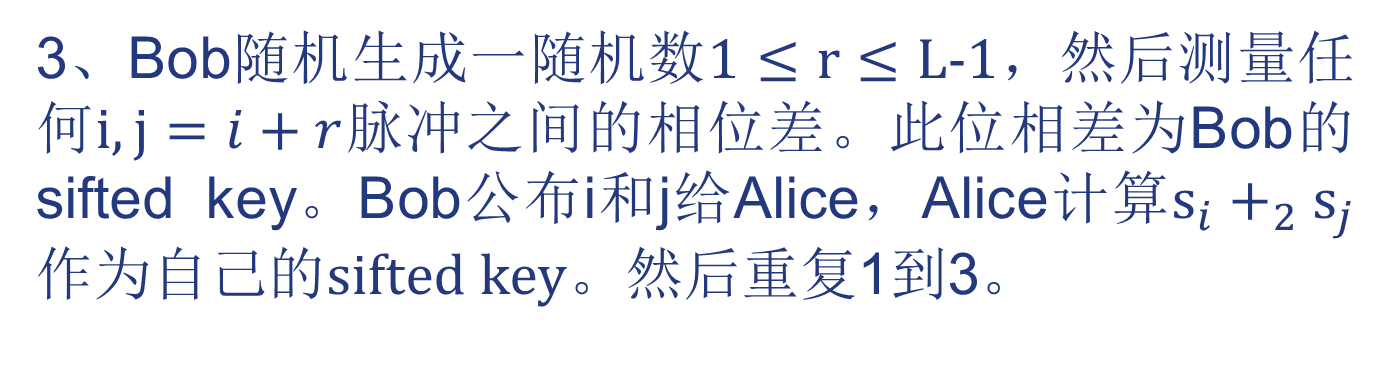 3、Bob随机生成一随机数1 ≤ r ≤ L-1，然后测量任
何i, j = i + r脉冲之间的相位差。此位相差为Bob的
sifted key。Bob公布i和j给Alice，Alice计算sᵢ +₂ sⱼ
作为自己的sifted key。然后重复1到3。